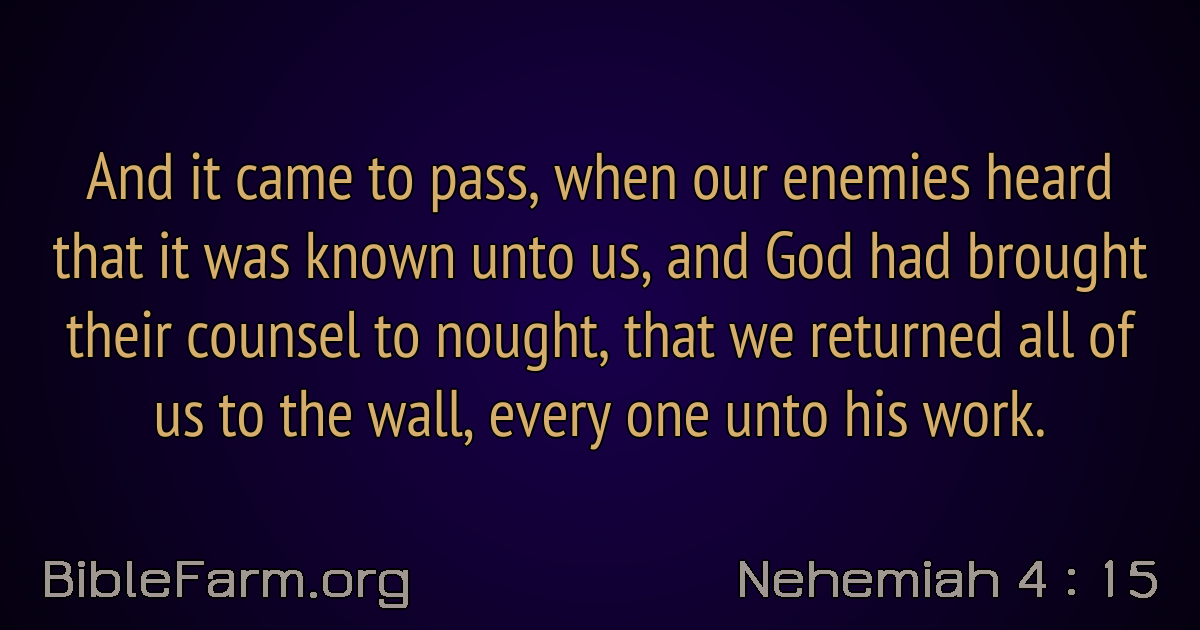 And it came to pass, when our enemies heard
that it was known unto us, and God had brought
their counsel to nought, that we returned all of
us to the wall, every one unto his work.
BibleFarm.org
Nehemiah 4 : 15